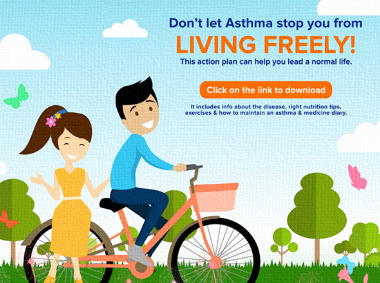 Don't let Asthma stop you from
LIVING FREELY!
This action plan can help you lead a normal life.
Click on the link to download
It includes info about the disease, right nutrition tips,
exercises & how to maintain an asthma & medicine diary.